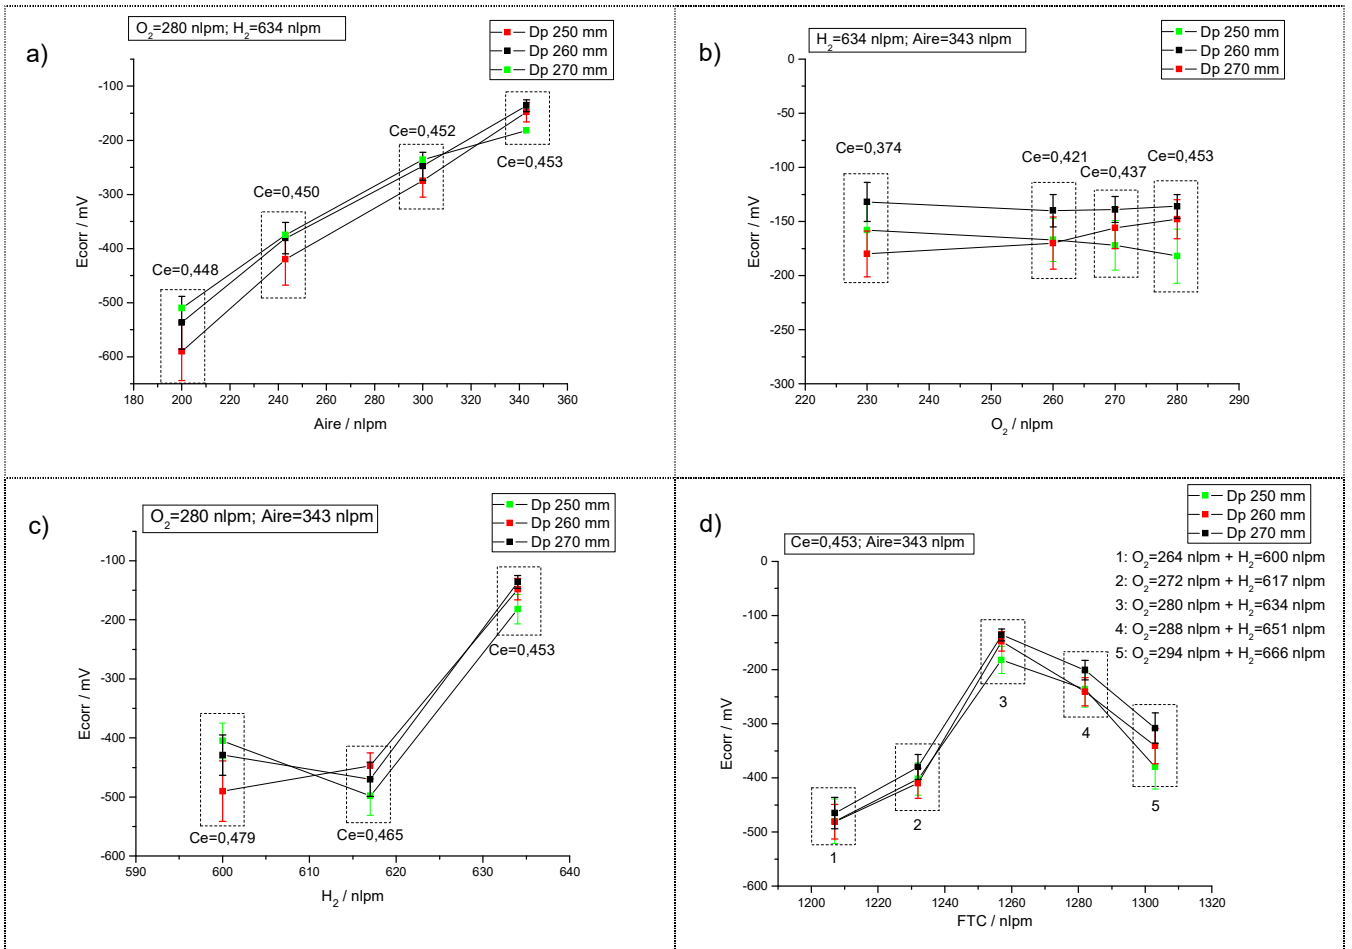 a)
O2=280 nlpm; H2=634 nlpm
Dp 250 mm
Dp 260 mm
Dp 270 mm
-100
-200
-300
-400
-500
-600
Ecorr / mV
Ce=0,448
Ce=0,450
Ce=0,452
Ce=0,453
180 200 220 240 260 280 300 320 340 360
Aire / nlpm
b)
H2=634 nlpm; Aire=343 nlpm
Dp 250 mm
Dp 260 mm
Dp 270 mm
0
-50
-100
-150
-200
-250
-300
Ecorr / mV
Ce=0,374
Ce=0,421
Ce=0,437
Ce=0,453
220 230 240 250 260 270 280 290
O2 / nlpm
c)
O2=280 nlpm; Aire=343 nlpm
Dp 250 mm
Dp 260 mm
Dp 270 mm
-100
-200
-300
-400
-500
-600
Ecorr / mV
Ce=0,479
Ce=0,465
Ce=0,453
590 600 610 620 630 640
H2 / nlpm
d)
Ce=0,453; Aire=343 nlpm
Dp 250 mm
Dp 260 mm
Dp 270 mm
1: O2=264 nlpm + H2=600 nlpm
2: O2=272 nlpm + H2=617 nlpm
3: O2=280 nlpm + H2=634 nlpm
4: O2=288 nlpm + H2=651 nlpm
5: O2=294 nlpm + H2=666 nlpm
0
-100
-200
-300
-400
-500
-600
Ecorr / mV
1
2
3
4
5
1200 1220 1240 1260 1280 1300 1320
FTC / nlpm